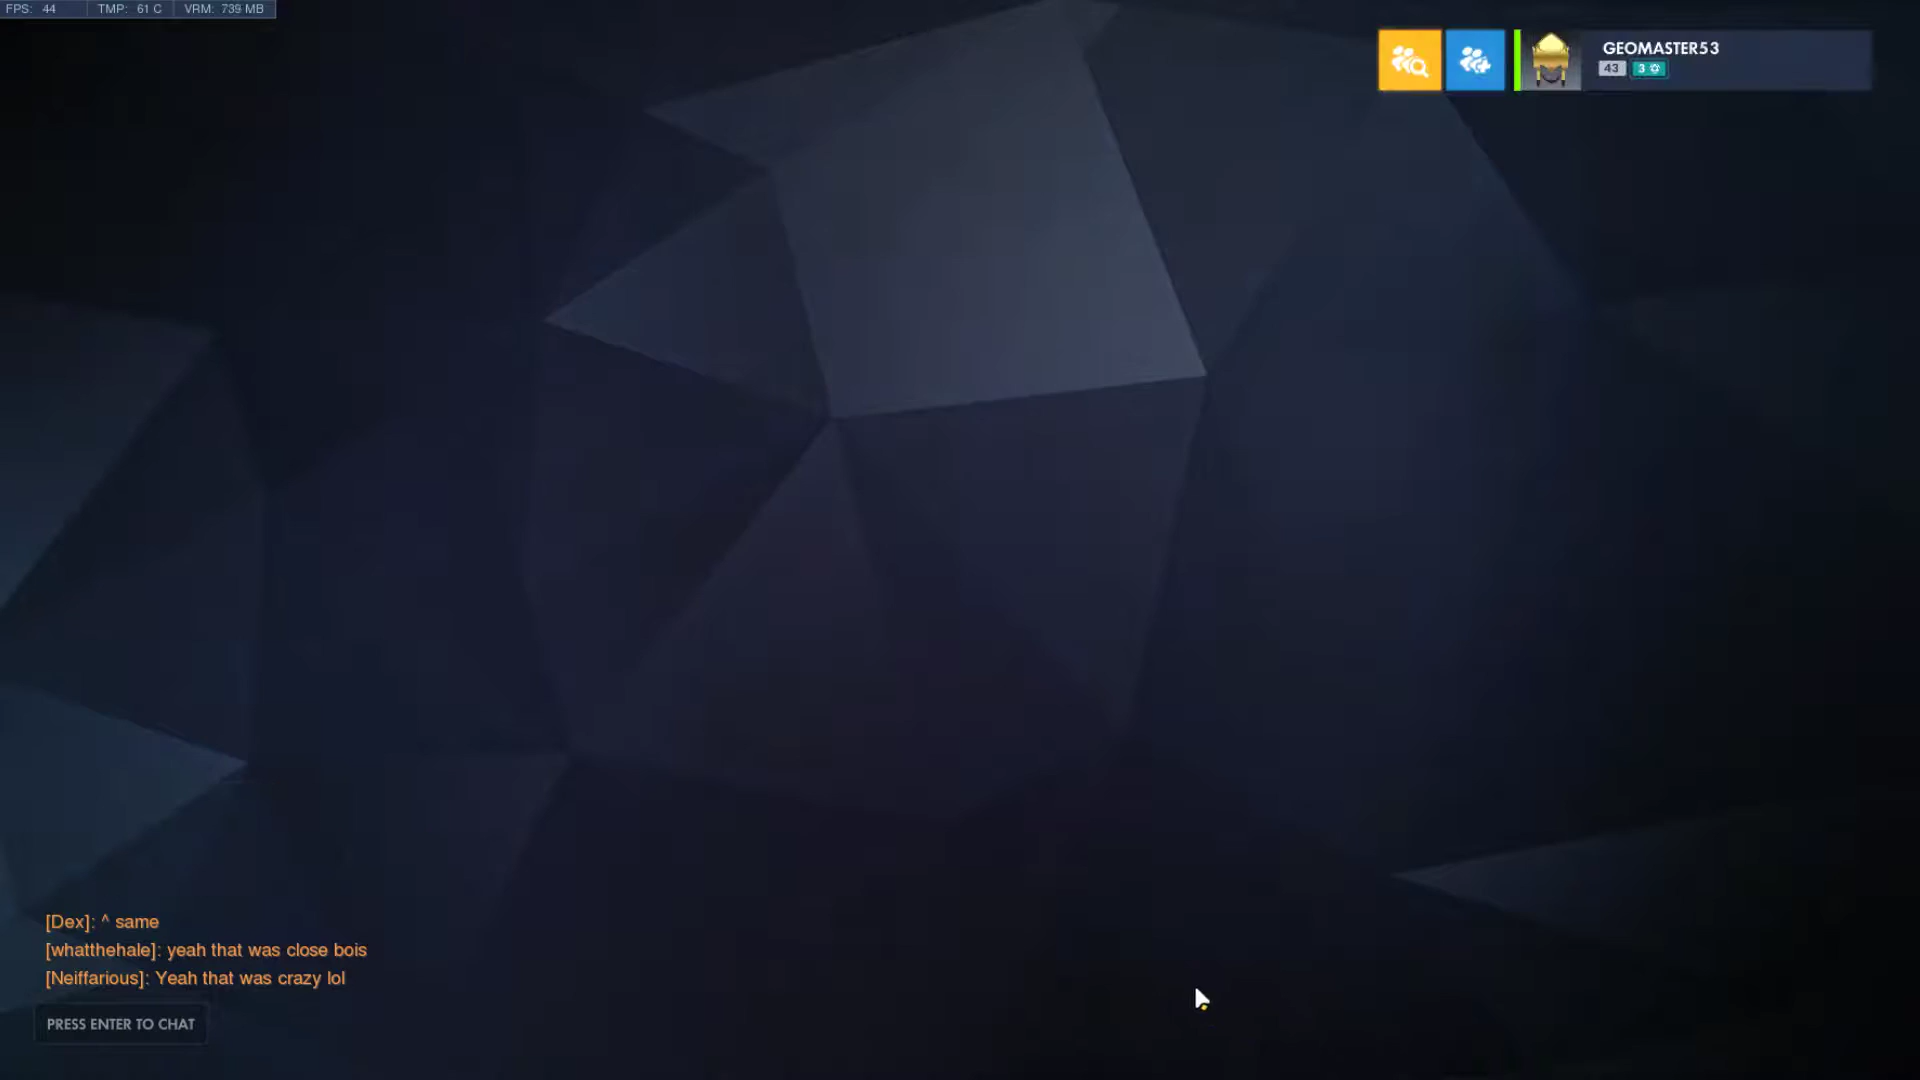 FPS: 44 TMP: 61 C VRM: 739 MB
GEOMASTER53
43 3
[Dex]: ^ same
[whatthehale]: yeah that was close bois
[Neiffarious]: Yeah that was crazy lol
PRESS ENTER TO CHAT